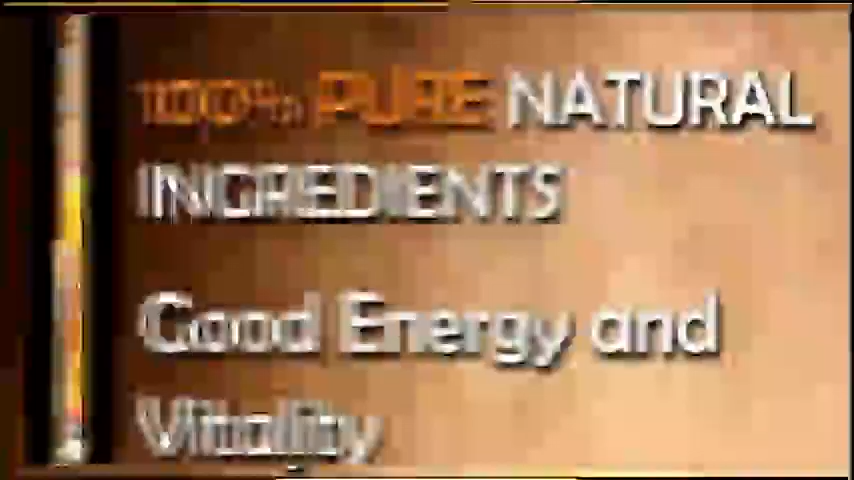 100% PURE NATURAL
INGREDIENTS
Good Energy and
Vitality